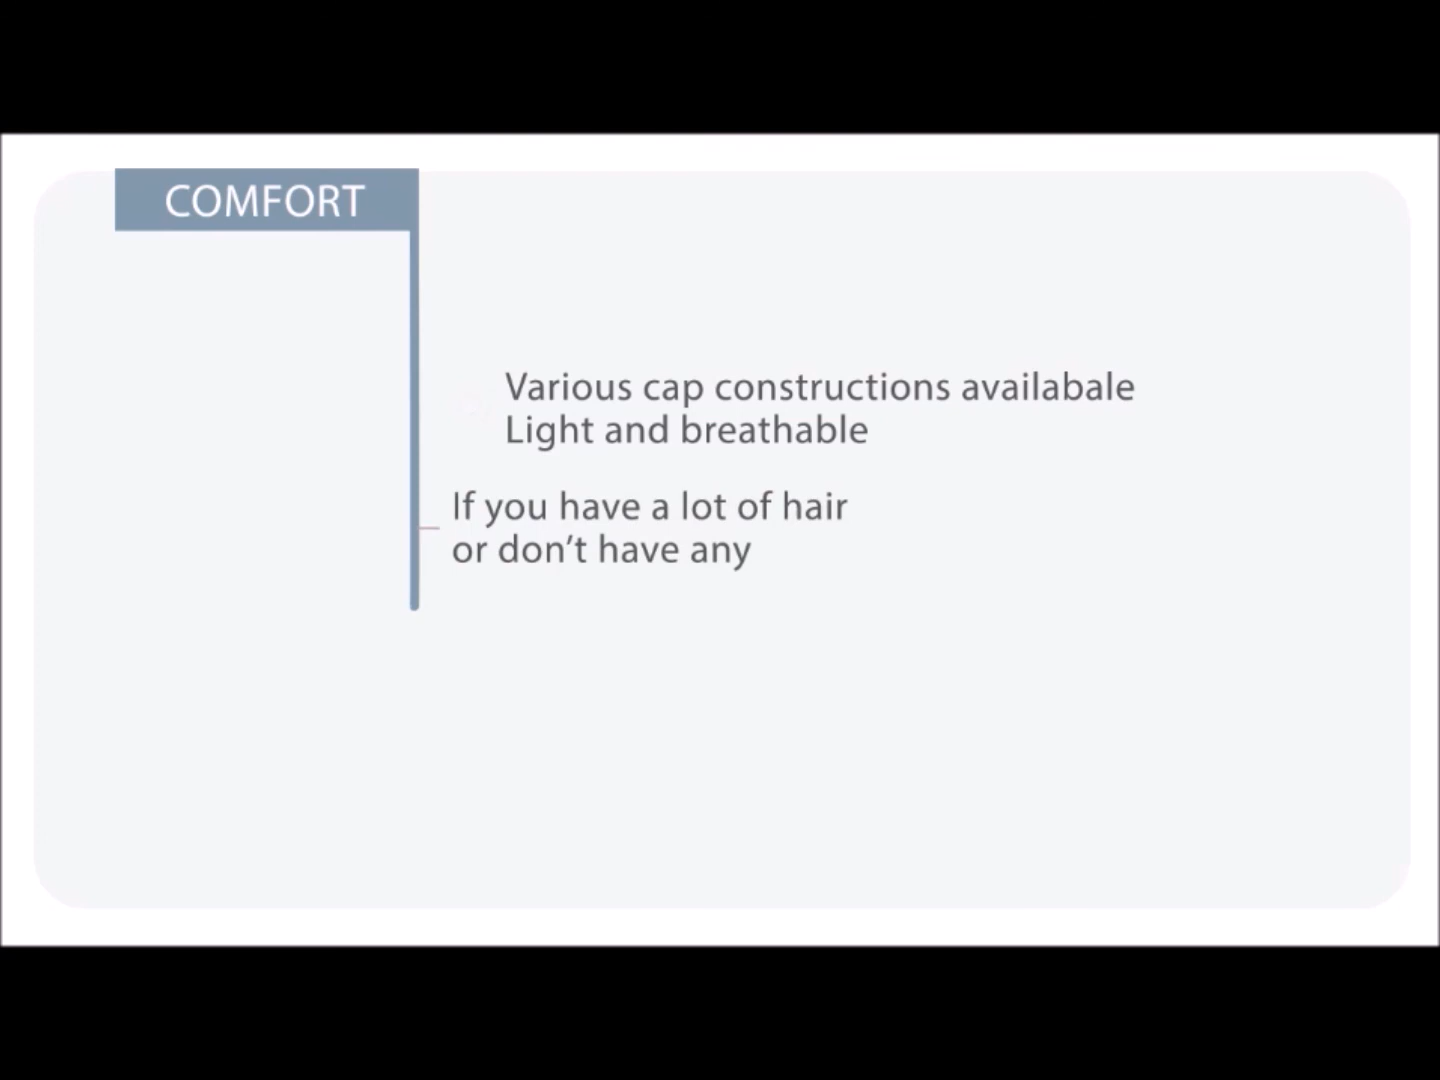 COMFORT
Various cap constructions availabale
Light and breathable
If you have a lot of hair
or don’t have any